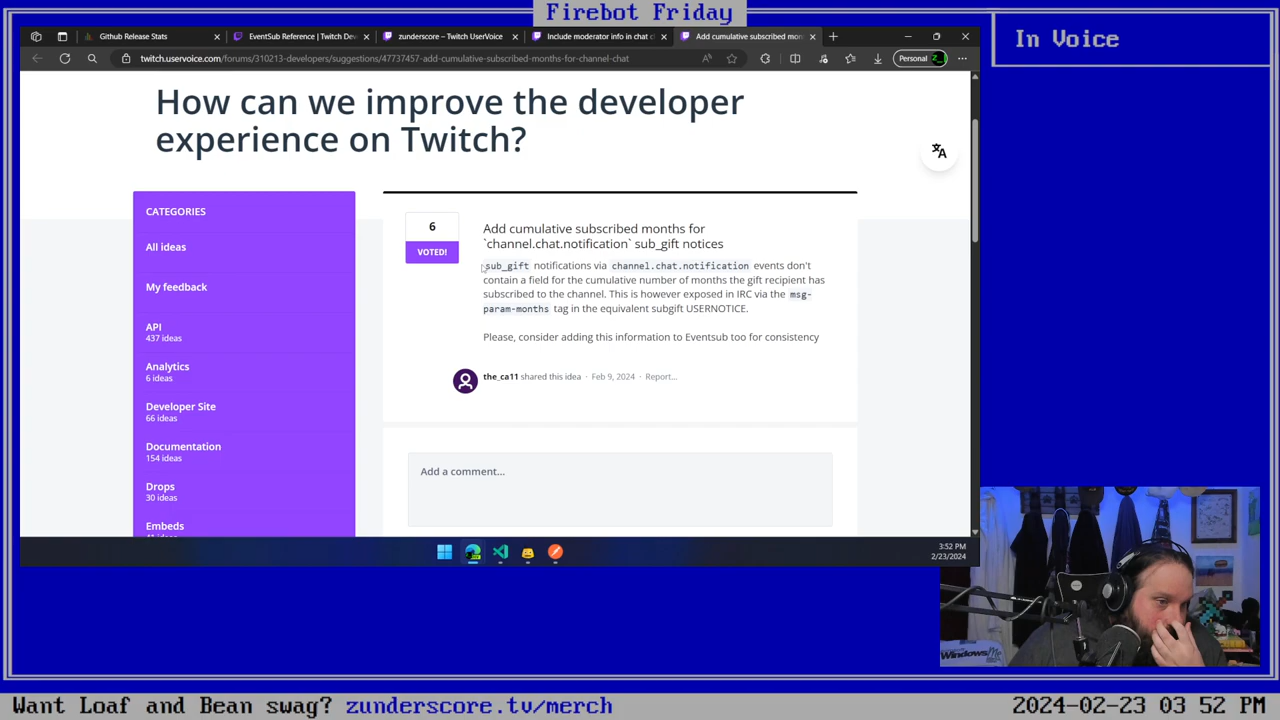 Firebot Friday
In Voice
Github Release Stats
EventSub Reference | Twitch Dev
zunderscore – Twitch UserVoice
Include moderator info in chat c
Add cumulative subscribed mon
twitch.uservoice.com/forums/310213-developers/suggestions/47737457-add-cumulative-subscribed-months-for-channel-chat
Personal
How can we improve the developer
experience on Twitch?
CATEGORIES
All ideas
My feedback
API
437 ideas
Analytics
6 ideas
Developer Site
66 ideas
Documentation
154 ideas
Drops
30 ideas
Embeds
6
VOTED!
Add cumulative subscribed months for
`channel.chat.notification` sub_gift notices
sub_gift notifications via channel.chat.notification events don't
contain a field for the cumulative number of months the gift recipient has
subscribed to the channel. This is however exposed in IRC via the msg-
param-months tag in the equivalent subgift USERNOTICE.
Please, consider adding this information to Eventsub too for consistency
the_ca11 shared this idea · Feb 9, 2024 · Report...
Add a comment...
3:52 PM
2/23/2024
Windows Me
Want Loaf and Bean swag? zunderscore.tv/merch
2024-02-23 03 52 PM